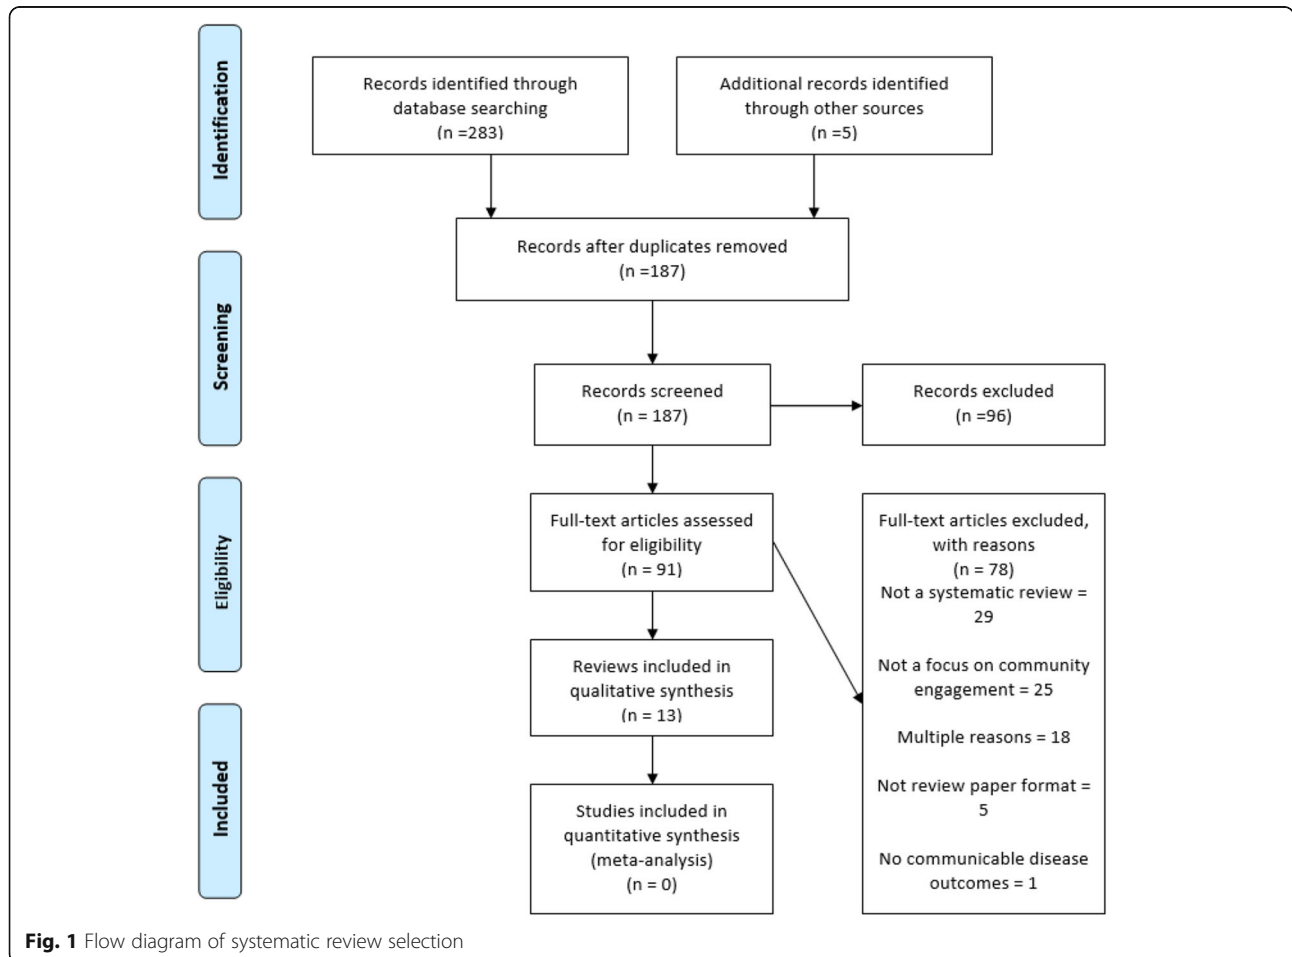 Identification
Records identified through
database searching
(n =283)
Additional records identified
through other sources
(n =5)
Records after duplicates removed
(n =187)
Screening
Records screened
(n = 187)
Records excluded
(n =96)
Eligibility
Full-text articles assessed
for eligibility
(n = 91)
Full-text articles excluded,
with reasons
(n = 78)
Not a systematic review =
29
Not a focus on community
engagement = 25
Multiple reasons = 18
Not review paper format =
5
No communicable disease
outcomes = 1
Reviews included in
qualitative synthesis
(n = 13)
Included
Studies included in
quantitative synthesis
(meta-analysis)
(n = 0)
Fig. 1 Flow diagram of systematic review selection